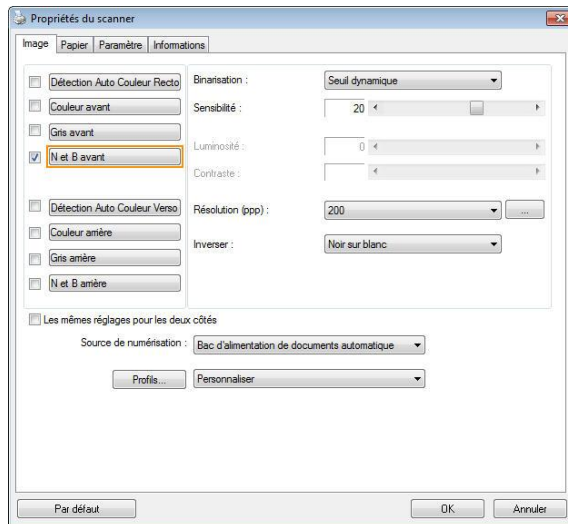 Propriétés du scanner
Image Papier Paramètre Informations
Détection Auto Couleur Recto
Couleur avant
Gris avant
N et B avant
Détection Auto Couleur Verso
Couleur arrière
Gris arrière
N et B arrière
Binarisation : Seuil dynamique
Sensibilité : 20
Luminosité : 0
Contraste :
Résolution (ppp) : 200 ...
Inverser : Noir sur blanc
Les mêmes réglages pour les deux côtés
Source de numérisation : Bac d'alimentation de documents automatique
Profils... Personnaliser
Par défaut OK Annuler